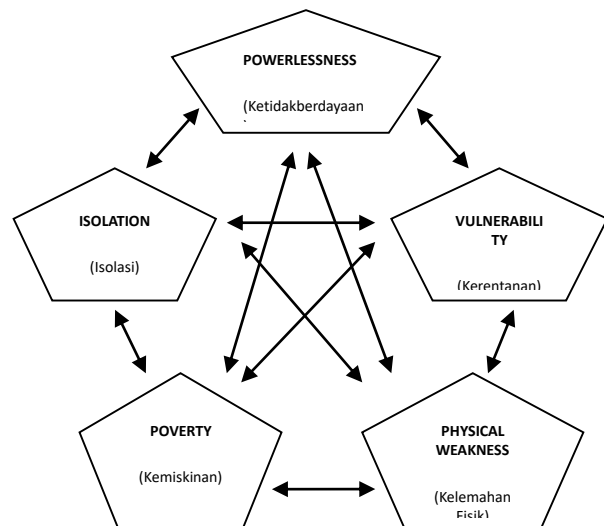 POWERLESSNESS
(Ketidakberdayaan
ISOLATION
(Isolasi)
VULNERABILI
TY
(Kerentanan)
POVERTY
(Kemiskinan)
PHYSICAL
WEAKNESS
(Kelemahan
Fisik)